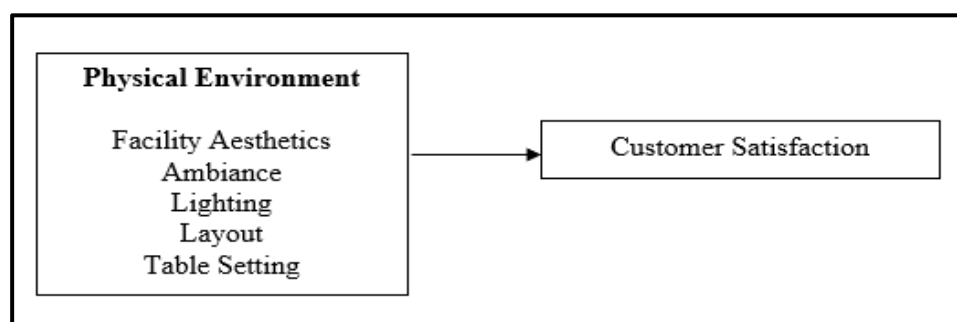 Physical Environment
Facility Aesthetics
Ambiance
Lighting
Layout
Table Setting
Customer Satisfaction